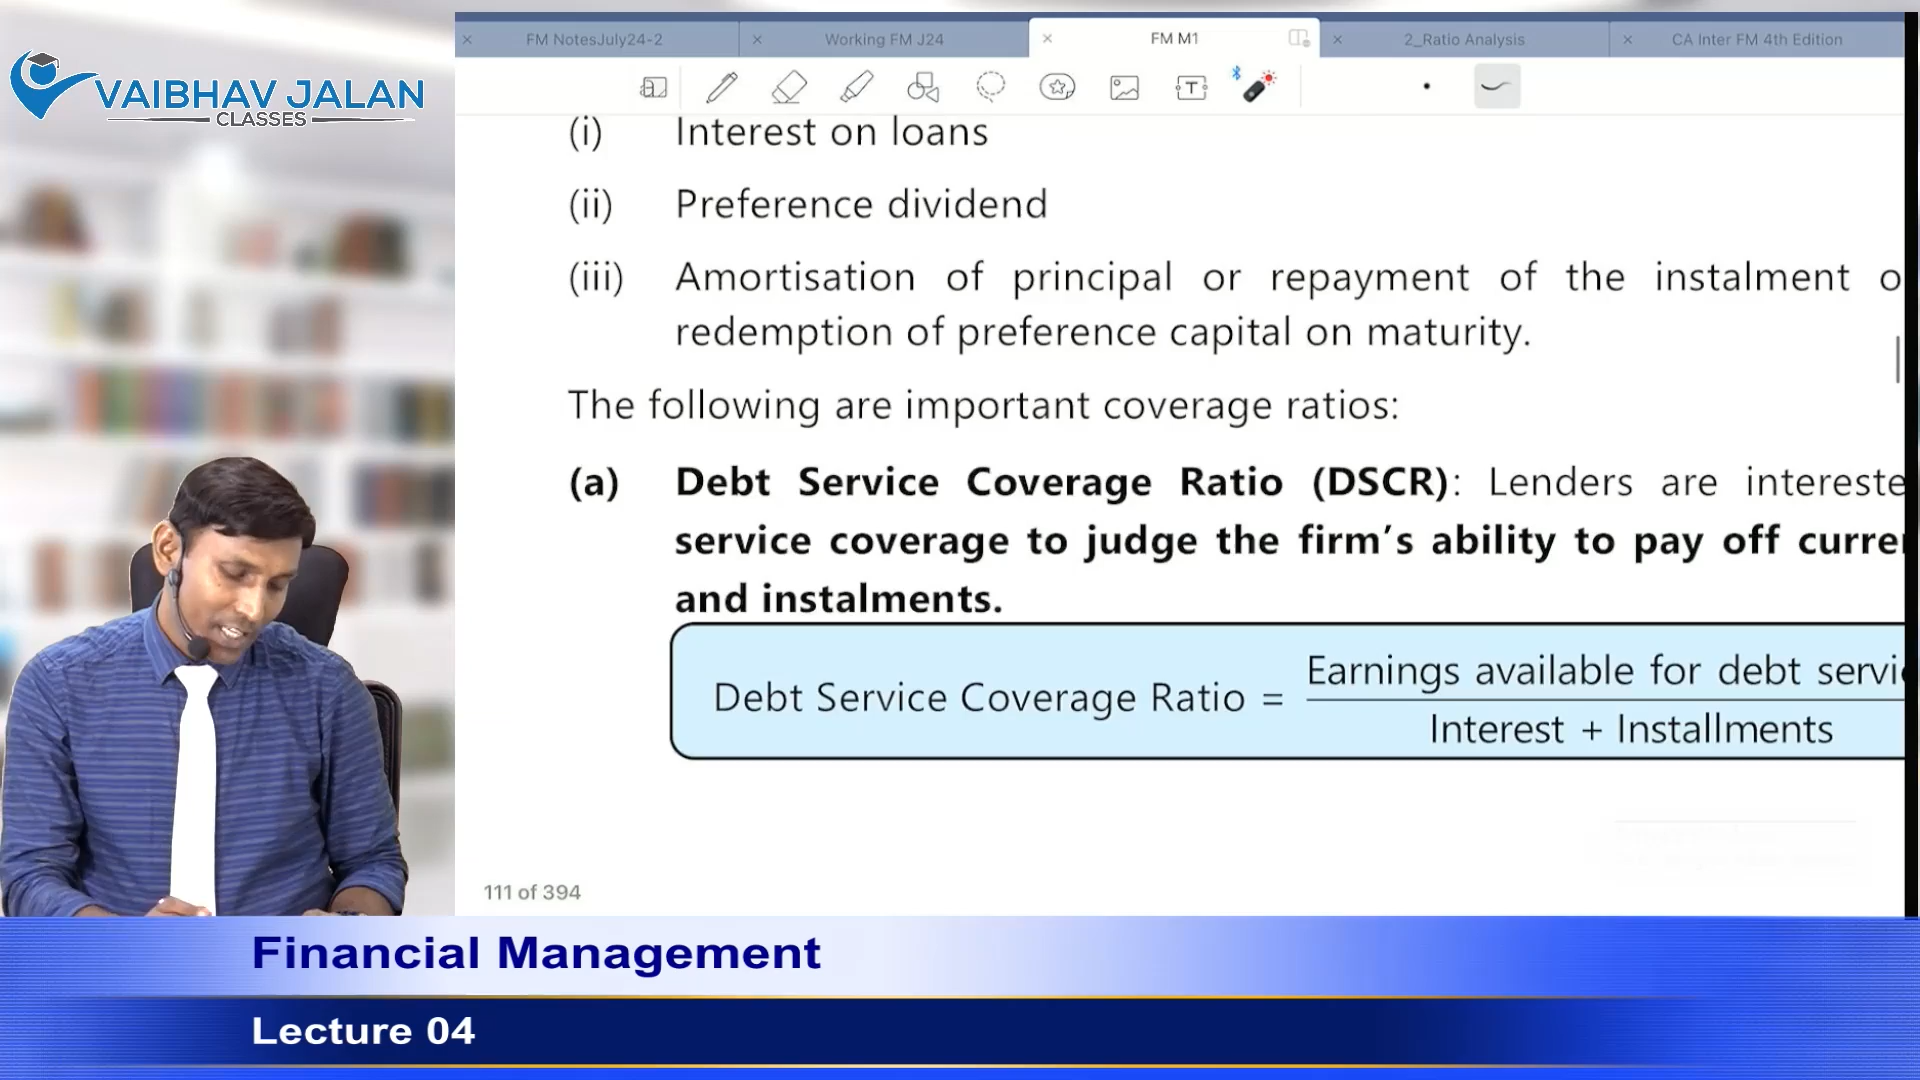 VAIBHAV JALAN
CLASSES
FM NotesJuly24-2
Working FM J24
FM M1
2_Ratio Analysis
CA Inter FM 4th Edition
(i) Interest on loans
(ii) Preference dividend
(iii) Amortisation of principal or repayment of the instalment o
redemption of preference capital on maturity.
The following are important coverage ratios:
(a) Debt Service Coverage Ratio (DSCR): Lenders are intereste
service coverage to judge the firm's ability to pay off curre
and instalments.
Debt Service Coverage Ratio = Earnings available for debt servi
Interest + Installments
111 of 394
Financial Management
Lecture 04